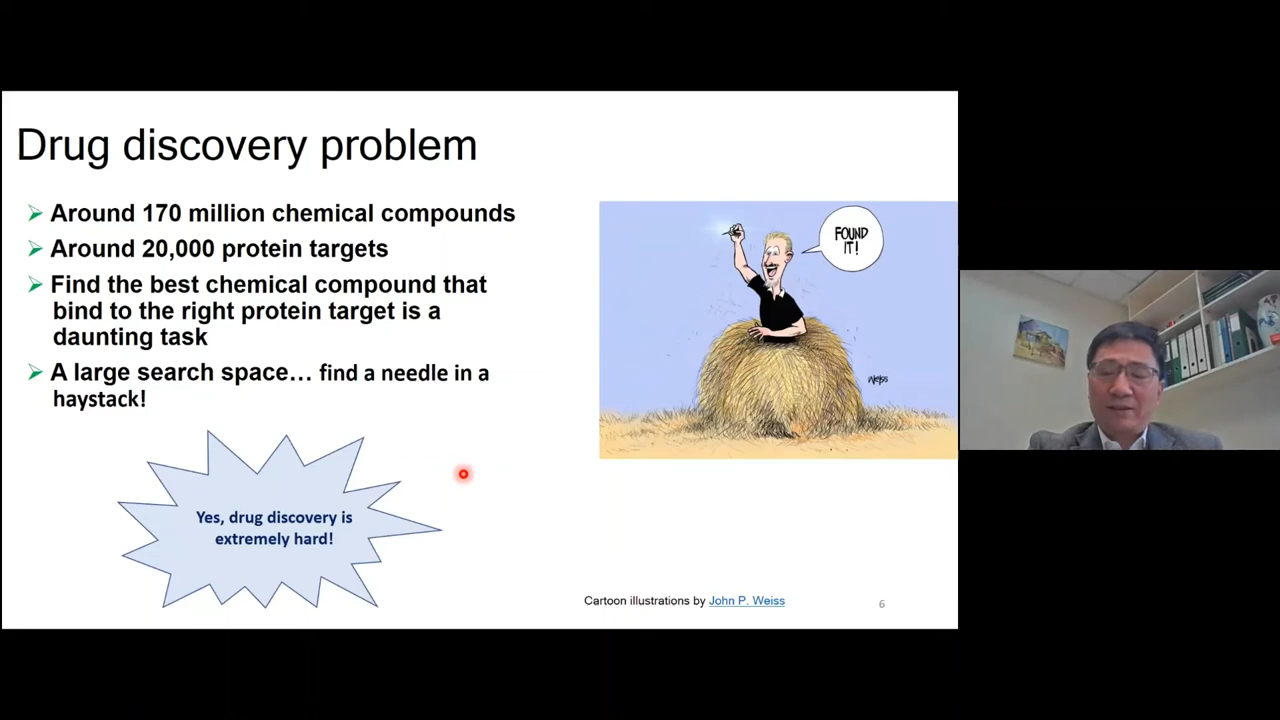 Drug discovery problem
Around 170 million chemical compounds
Around 20,000 protein targets
Find the best chemical compound that
bind to the right protein target is a
daunting task
A large search space… find a needle in a
haystack!
FOUND
IT!
WEISS
Yes, drug discovery is
extremely hard!
Cartoon illustrations by John P. Weiss
6